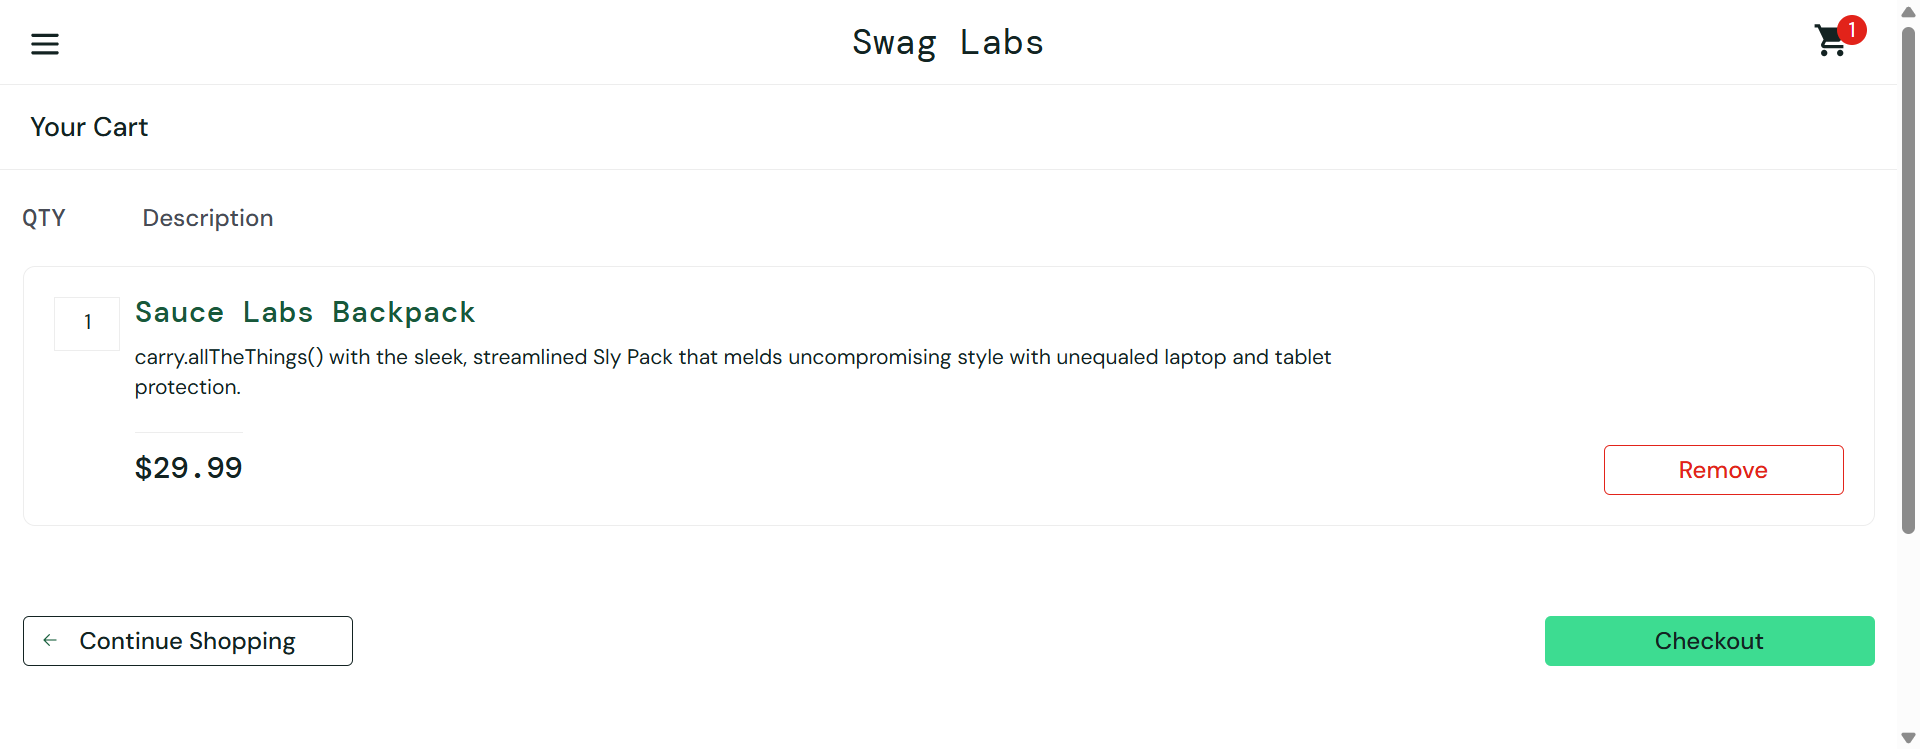 Swag Labs
1
Your Cart
QTY
Description
1
Sauce Labs Backpack
carry.allTheThings() with the sleek, streamlined Sly Pack that melds uncompromising style with unequaled laptop and tablet
protection.
$29.99
Remove
Continue Shopping
Checkout